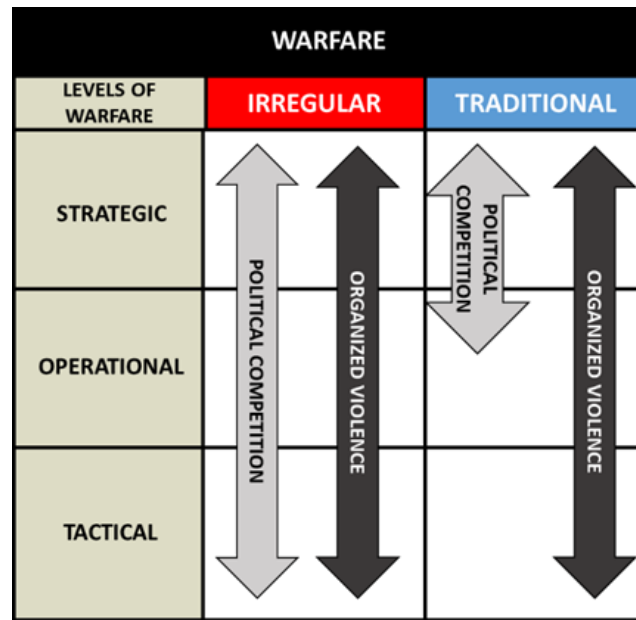 WARFARE
LEVELS OF
WARFARE
IRREGULAR
TRADITIONAL
STRATEGIC
OPERATIONAL
TACTICAL
POLITICAL COMPETITION
ORGANIZED VIOLENCE
POLITICAL
COMPETITION
ORGANIZED VIOLENCE